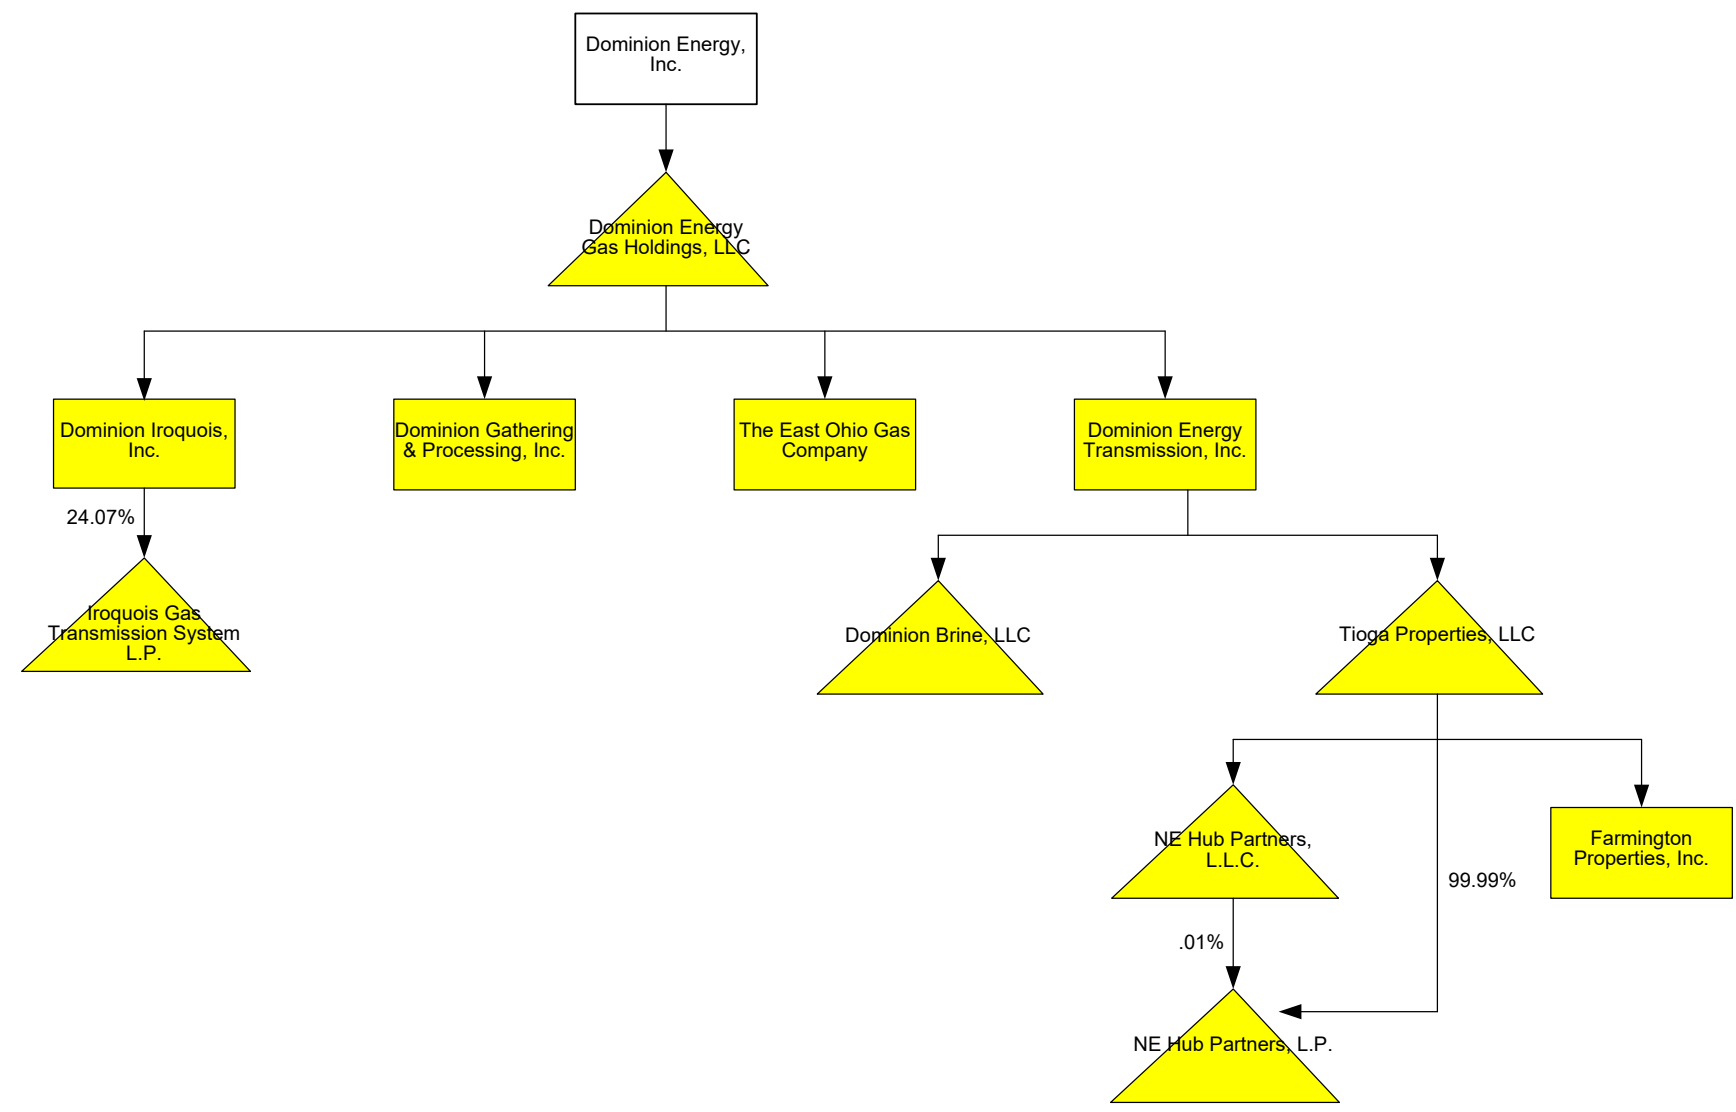 Dominion Energy,
Inc.
Dominion Energy
Gas Holdings, LLC
Dominion Iroquois,
Inc.
Dominion Gathering
& Processing, Inc.
The East Ohio Gas
Company
Dominion Energy
Transmission, Inc.
24.07%
Iroquois Gas
Transmission System
L.P.
Dominion Brine, LLC
Tioga Properties, LLC
NE Hub Partners,
L.L.C.
Farmington
Properties, Inc.
99.99%
.01%
NE Hub Partners, L.P.